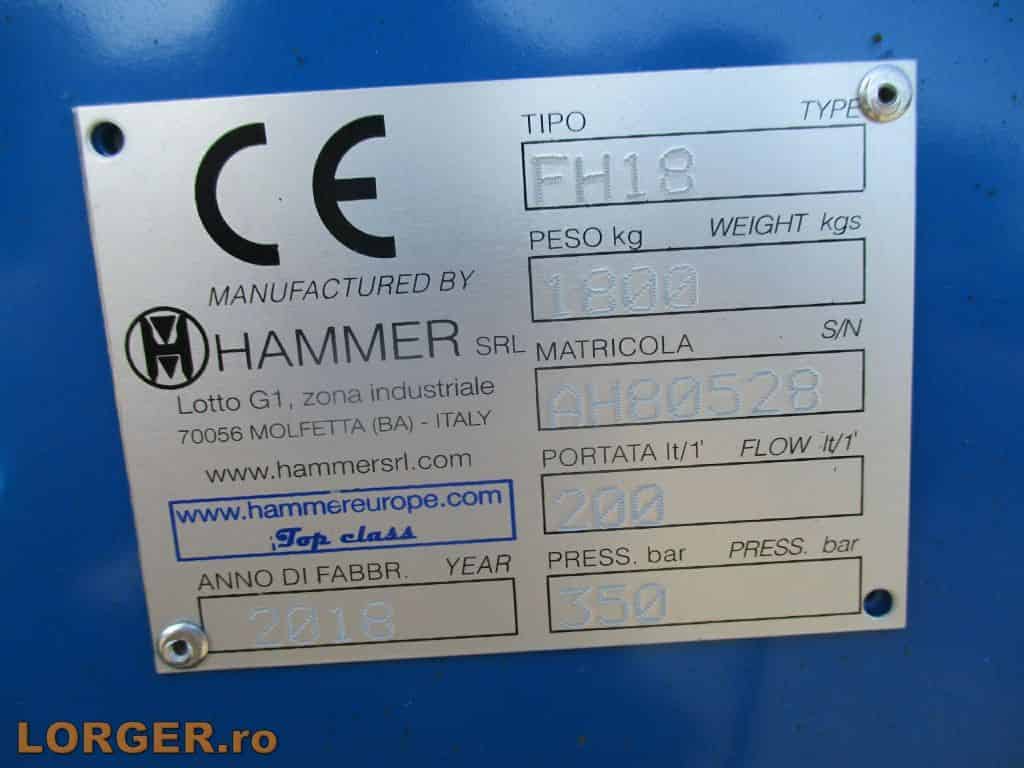 CE
MANUFACTURED BY
HAMMER SRL
Lotto G1, zona industriale
70056 MOLFETTA (BA) - ITALY
www.hammersrl.com
www.hammereurope.com
Top class
ANNO DI FABBR. YEAR
2018
TIPO TYPE
FH18
PESO kg WEIGHT kgs
1800
MATRICOLA S/N
AH80528
PORTATA lt/1' FLOW lt/1'
200
PRESS. bar PRESS. bar
350
LORGER.ro